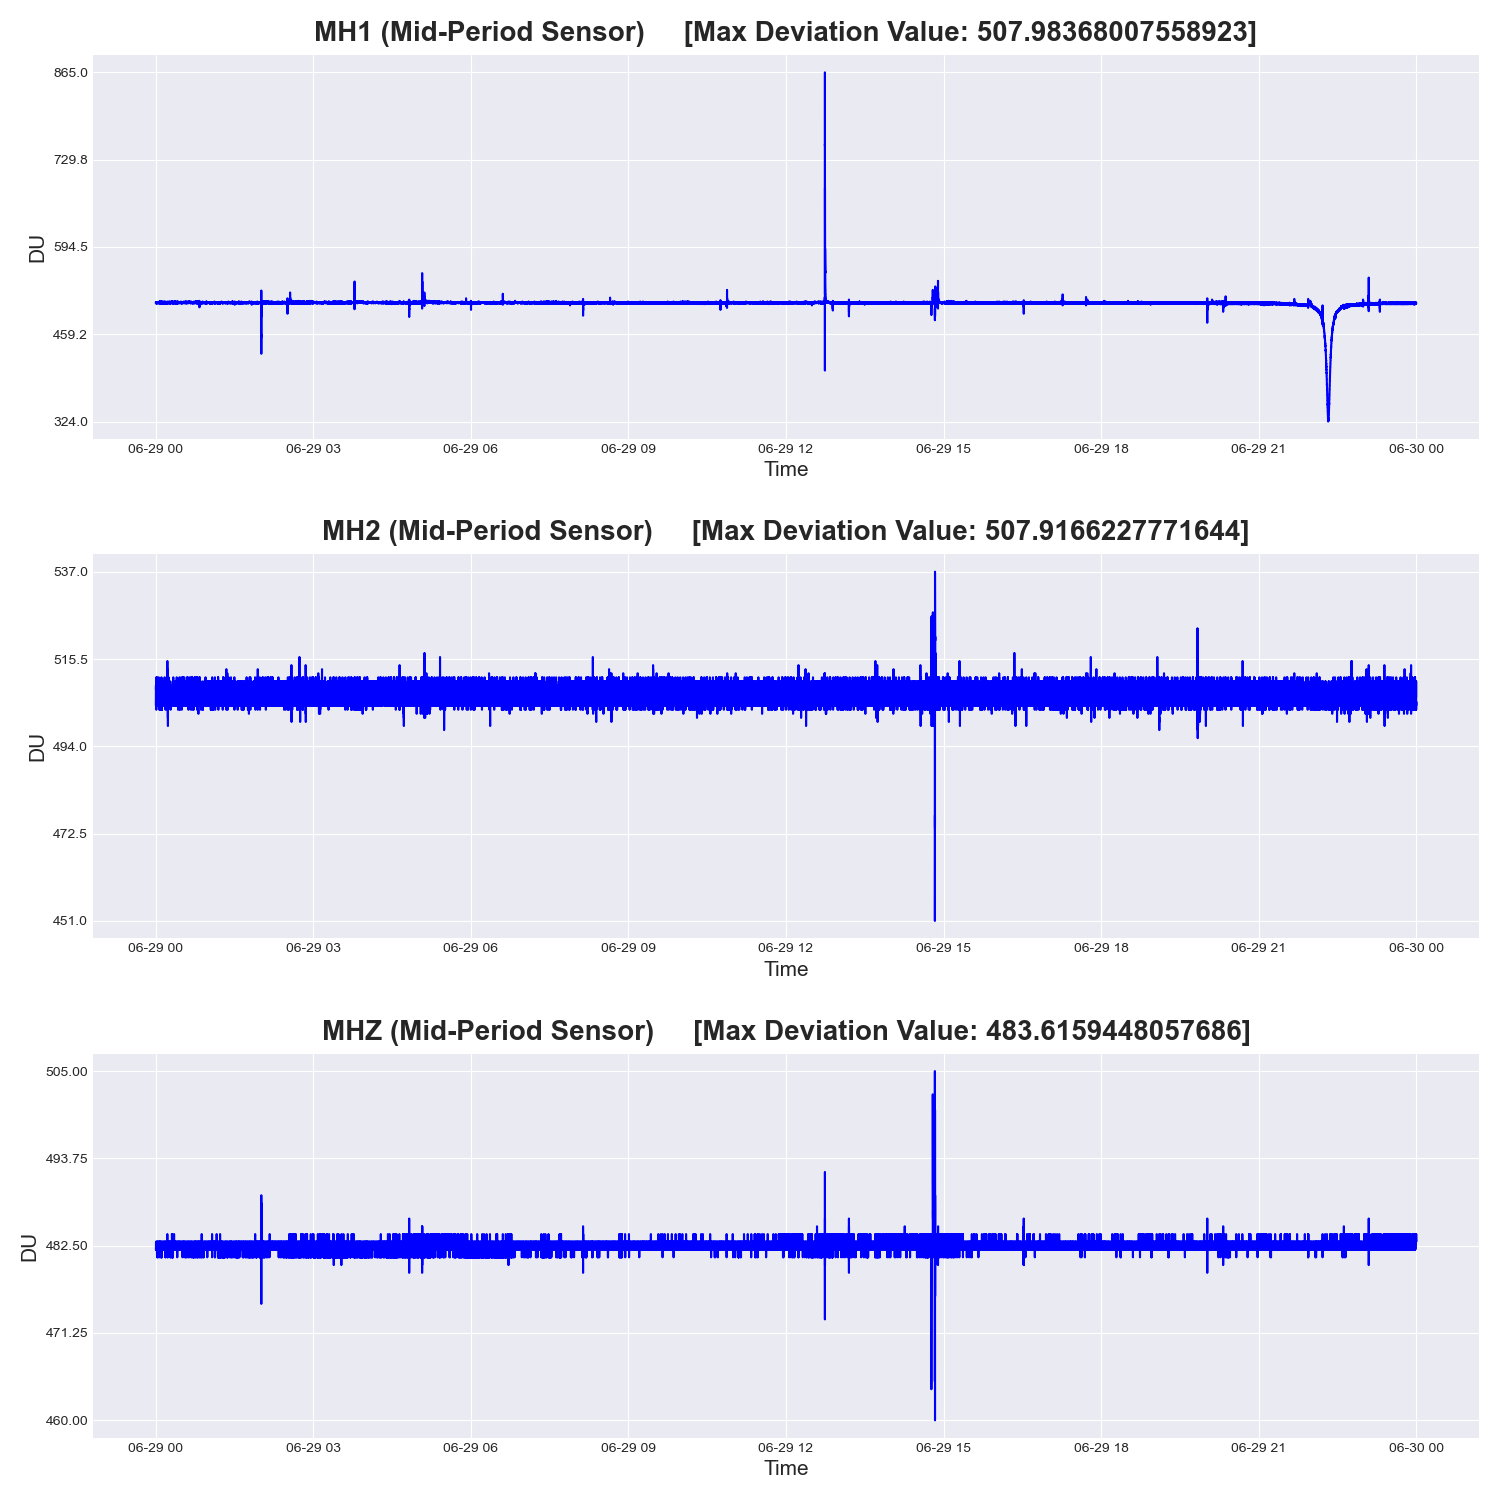 MH1 (Mid-Period Sensor) [Max Deviation Value: 507.98368007558923]
865.0
729.8
594.5
459.2
324.0
DU
06-29 00 06-29 03 06-29 06 06-29 09 06-29 12 06-29 15 06-29 18 06-29 21 06-30 00
Time
MH2 (Mid-Period Sensor) [Max Deviation Value: 507.9166227771644]
537.0
515.5
494.0
472.5
451.0
DU
06-29 00 06-29 03 06-29 06 06-29 09 06-29 12 06-29 15 06-29 18 06-29 21 06-30 00
Time
MHZ (Mid-Period Sensor) [Max Deviation Value: 483.6159448057686]
505.00
493.75
482.50
471.25
460.00
DU
06-29 00 06-29 03 06-29 06 06-29 09 06-29 12 06-29 15 06-29 18 06-29 21 06-30 00
Time